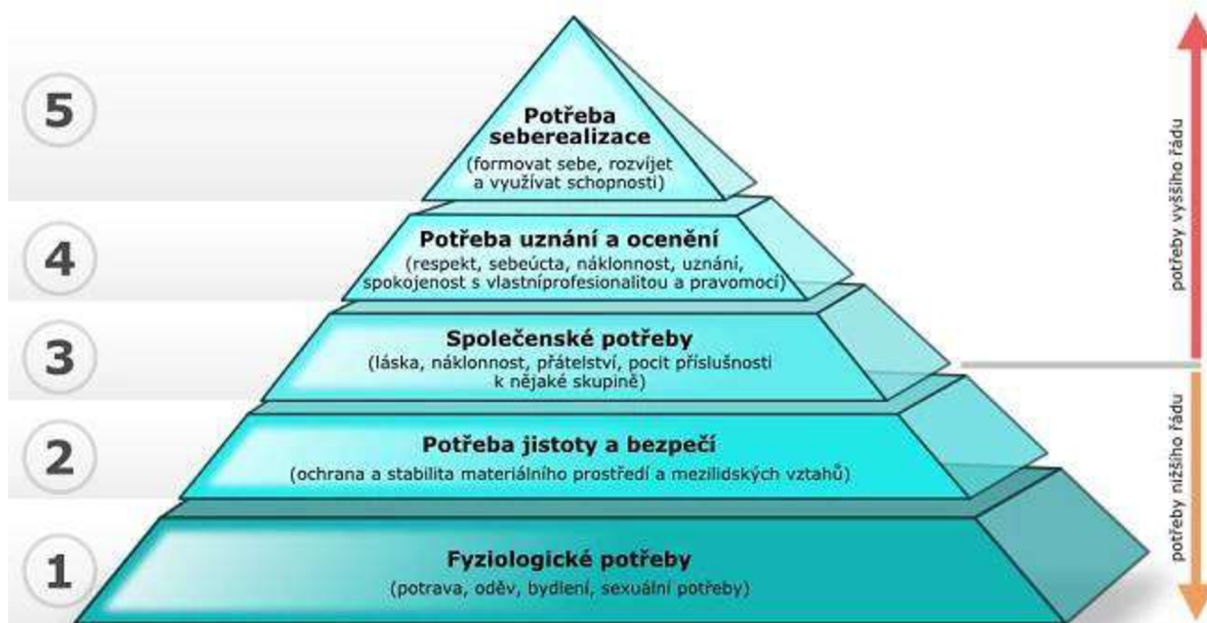 5
Potřeba
seberealizace
(formovat sebe, rozvíjet
a využívat schopnosti)
4
Potřeba uznání a ocenění
(respekt, sebeúcta, náklonnost, uznání,
spokojenost s vlastníprofesionalitou a pravomocí)
3
Společenské potřeby
(láska, náklonnost, přátelství, pocit příslušnosti
k nějaké skupině)
2
Potřeba jistoty a bezpečí
(ochrana a stabilita materiálního prostředí a mezilidských vztahů)
1
Fyziologické potřeby
(potrava, oděv, bydlení, sexuální potřeby)
potřeby vyššího řádu
potřeby nižšího řádu